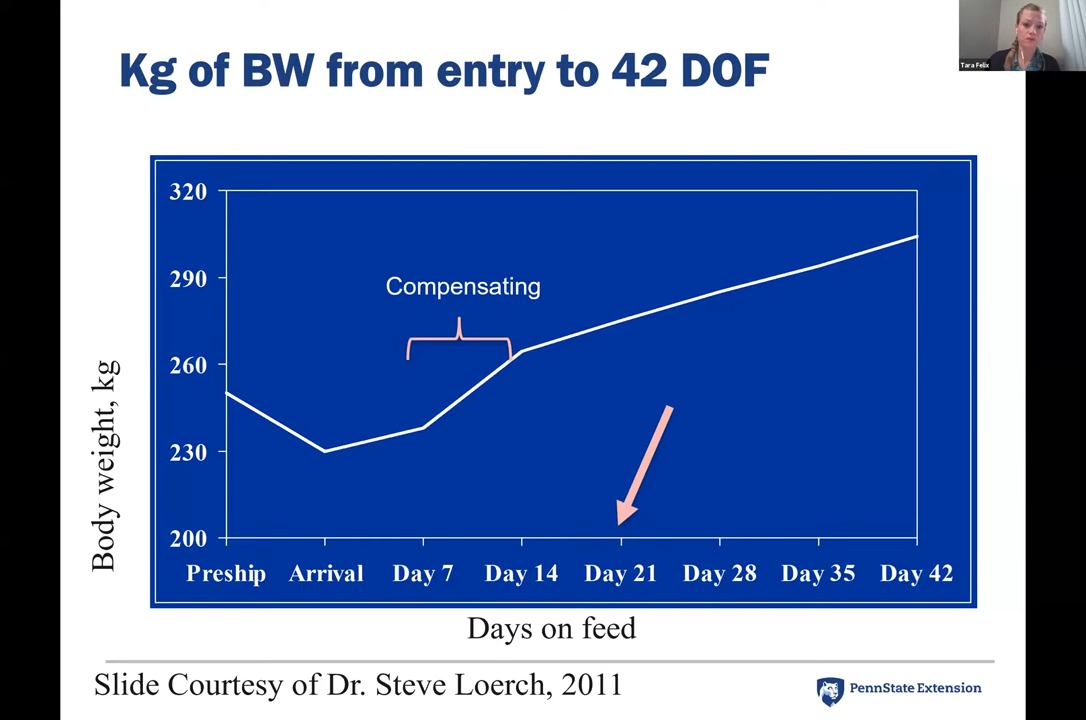 Kg of BW from entry to 42 DOF
Tara Felix
320
290
Compensating
260
230
200
Body weight, kg
Preship Arrival Day 7 Day 14 Day 21 Day 28 Day 35 Day 42
Days on feed
Slide Courtesy of Dr. Steve Loerch, 2011
PennState Extension